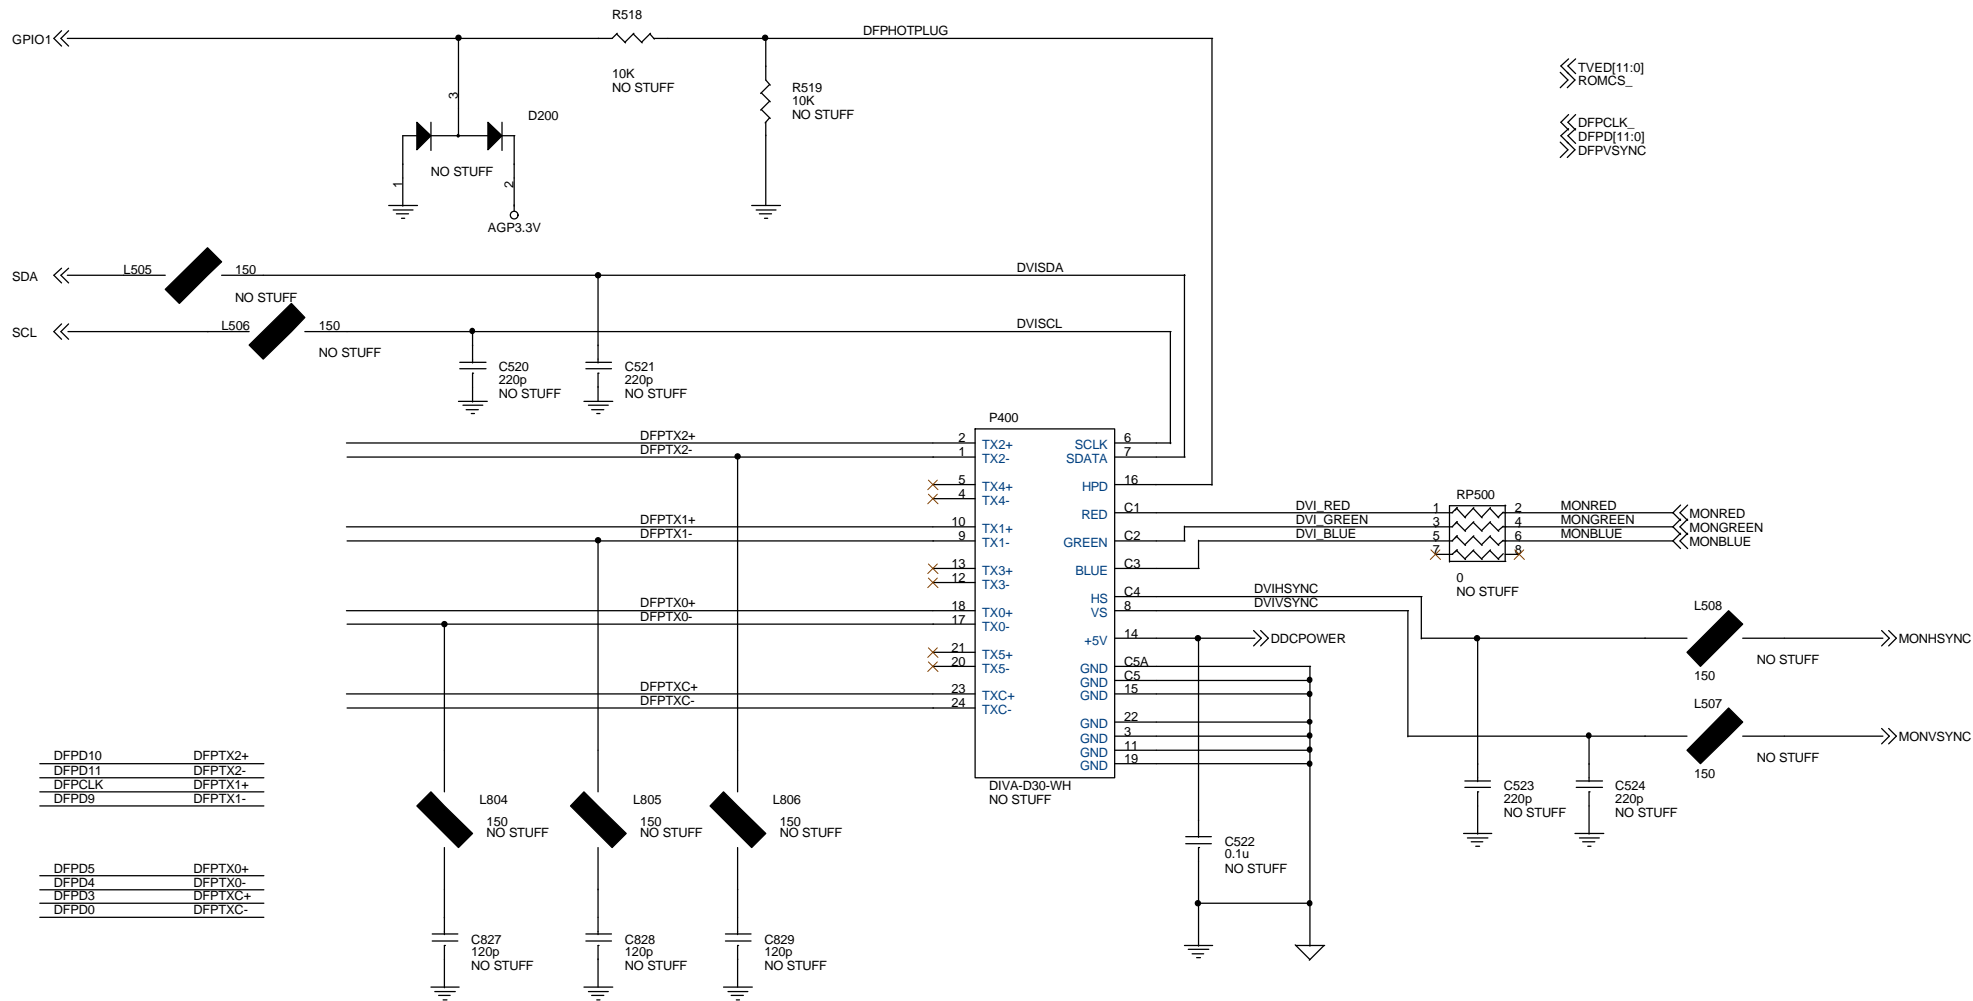 R518
GPIO1
DFPHOTPLUG
10K
NO STUFF
R519
10K
NO STUFF
TVED[11:0]
ROMCS_
DFPCLK_
DFPD[11:0]
DFPVSYNC
3
D200
NO STUFF
1
2
AGP3.3V
SDA
L505
150
NO STUFF
DVISDA
SCL
L506
150
NO STUFF
DVISCL
C520
220p
NO STUFF
C521
220p
NO STUFF
P400
DFPTX2+
2
TX2+
SCLK
6
DFPTX2-
1
TX2-
SDATA
7
5
TX4+
HPD
16
4
TX4-
RED
C1
DFPTX1+
10
TX1+
DFPTX1-
9
TX1-
GREEN
C2
13
TX3+
BLUE
C3
12
TX3-
HS
C4
DFPTX0+
18
TX0+
VS
8
DFPTX0-
17
TX0-
+5V
14
DDCPOWER
21
TX5+
GND
C5A
20
TX5-
GND
C5
DFPTXC+
23
TXC+
GND
15
DFPTXC-
24
TXC-
GND
22
GND
3
GND
11
GND
19
DIVA-D30-WH
NO STUFF
RP500
DVI_RED
1
2
MONRED
MONRED
DVI_GREEN
3
4
MONGREEN
MONGREEN
DVI_BLUE
5
6
MONBLUE
MONBLUE
7
8
0
NO STUFF
DVIHSYNC
DVIVSYNC
L508
150
NO STUFF
MONHSYNC
L507
150
NO STUFF
MONVSYNC
C523
220p
NO STUFF
C524
220p
NO STUFF
C522
0.1u
NO STUFF
DFPD10 DFPTX2+
DFPD11 DFPTX2-
DFPCLK DFPTX1+
DFPD9 DFPTX1-
DFPD5 DFPTX0+
DFPD4 DFPTX0-
DFPD3 DFPTXC+
DFPD0 DFPTXC-
L804
150
NO STUFF
L805
150
NO STUFF
L806
150
NO STUFF
C827
120p
NO STUFF
C828
120p
NO STUFF
C829
120p
NO STUFF